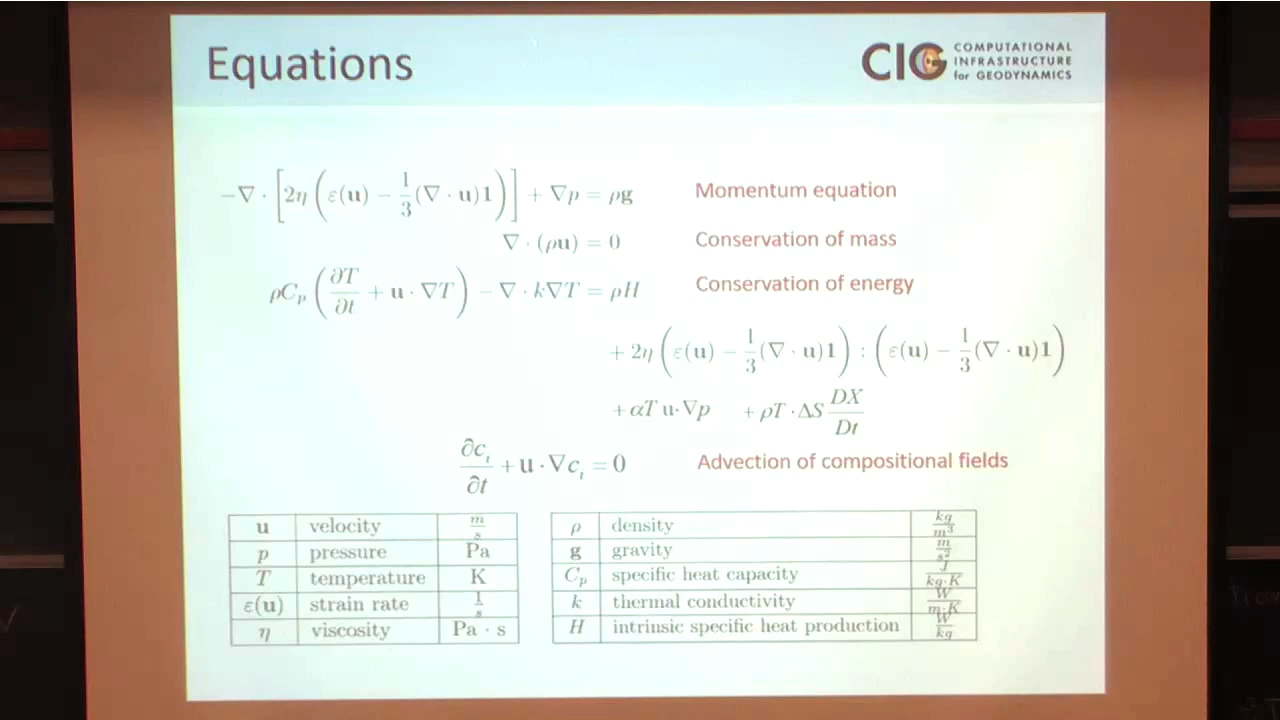 Equations
CIG COMPUTATIONAL
INFRASTRUCTURE
for GEODYNAMICS
−∇ · [2η (ε(u) − 1/3 (∇ · u)1)] + ∇p = ρg Momentum equation
∇ · (ρu) = 0 Conservation of mass
ρC_p (∂T/∂t + u · ∇T) − ∇ · k∇T = ρH Conservation of energy
+ 2η (ε(u) − 1/3 (∇ · u)1) : (ε(u) − 1/3 (∇ · u)1)
+ αT u·∇p + ρT · ΔS DX/Dt
∂c_i/∂t + u · ∇c_i = 0 Advection of compositional fields
u velocity m/s
p pressure Pa
T temperature K
ε(u) strain rate 1/s
η viscosity Pa · s
ρ density kg/m³
g gravity m/s²
C_p specific heat capacity J/kg·K
k thermal conductivity W/m·K
H intrinsic specific heat production W/kg